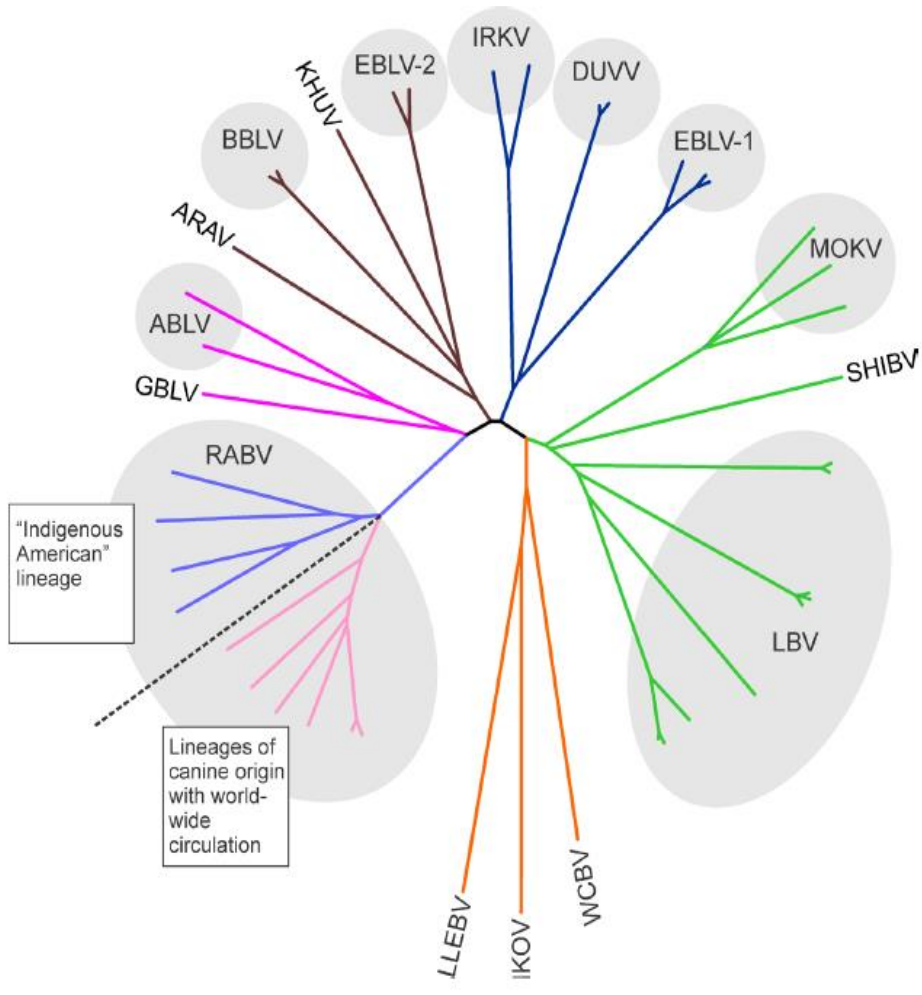 IRKV
EBLV-2
DUVV
KHUV
BBLV
EBLV-1
ARAV
MOKV
ABLV
SHIBV
GBLV
RABV
"Indigenous
American"
lineage
LBV
Lineages of
canine origin
with world-
wide
circulation
WCBV
LLEBV
IKOV